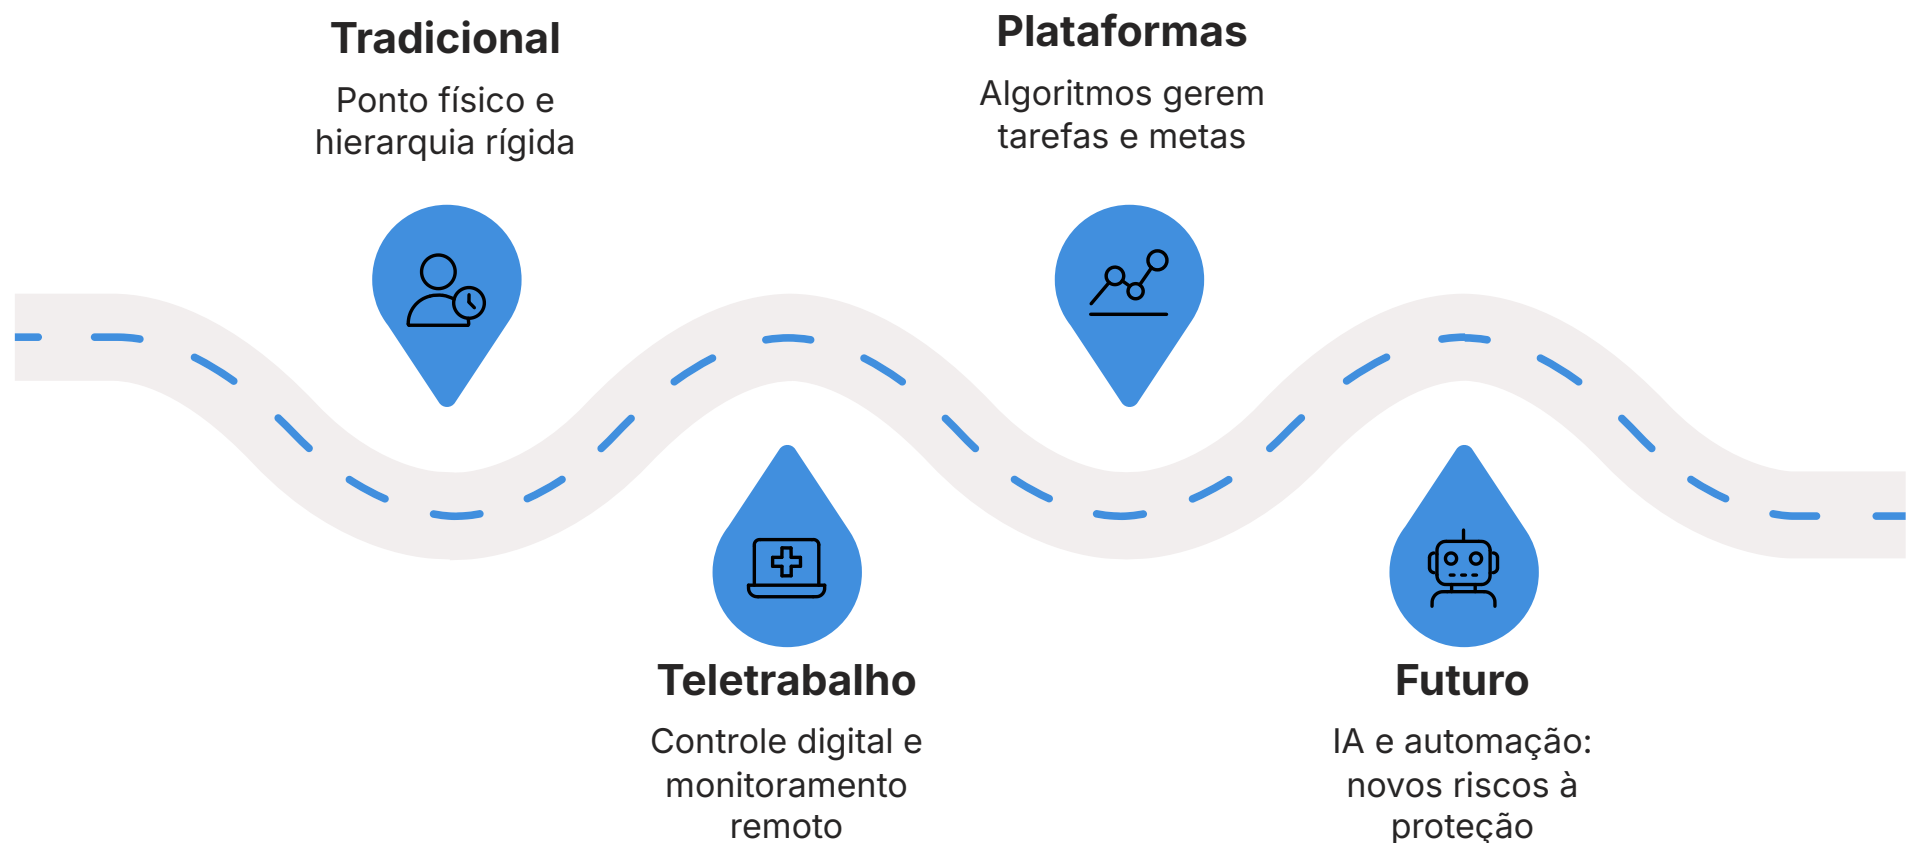 Tradicional
Ponto físico e
hierarquia rígida
Teletrabalho
Controle digital e
monitoramento
remoto
Plataformas
Algoritmos gerem
tarefas e metas
Futuro
IA e automação:
novos riscos à
proteção